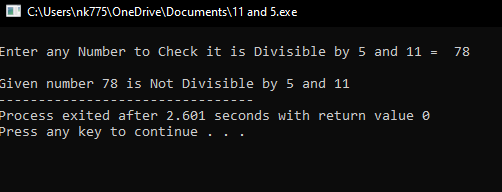 C:\Users\nk775\OneDrive\Documents\11 and 5.exe
Enter any Number to Check it is Divisible by 5 and 11 =  78
Given number 78 is Not Divisible by 5 and 11
--------------------------------
Process exited after 2.601 seconds with return value 0
Press any key to continue . . .